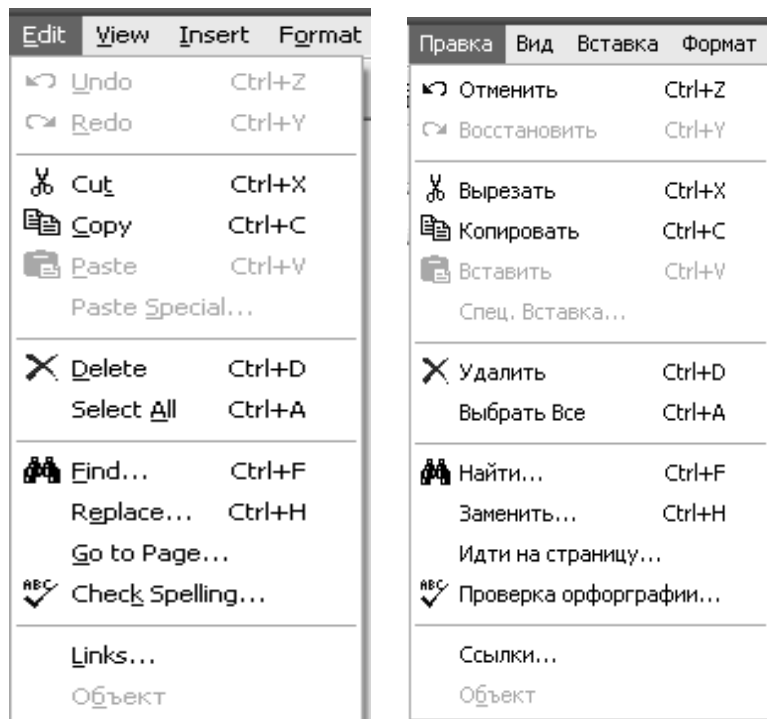 Edit View Insert Format
Undo Ctrl+Z
Redo Ctrl+Y
Cut Ctrl+X
Copy Ctrl+C
Paste Ctrl+V
Paste Special...
Delete Ctrl+D
Select All Ctrl+A
Find... Ctrl+F
Replace... Ctrl+H
Go to Page...
ABC Check Spelling...
Links...
Объект
Правка Вид Вставка Формат
Отменить Ctrl+Z
Восстановить Ctrl+Y
Вырезать Ctrl+X
Копировать Ctrl+C
Вставить Ctrl+V
Спец. Вставка...
Удалить Ctrl+D
Выбрать Все Ctrl+A
Найти... Ctrl+F
Заменить... Ctrl+H
Идти на страницу...
ABC Проверка орфорграфии...
Ссылки...
Объект